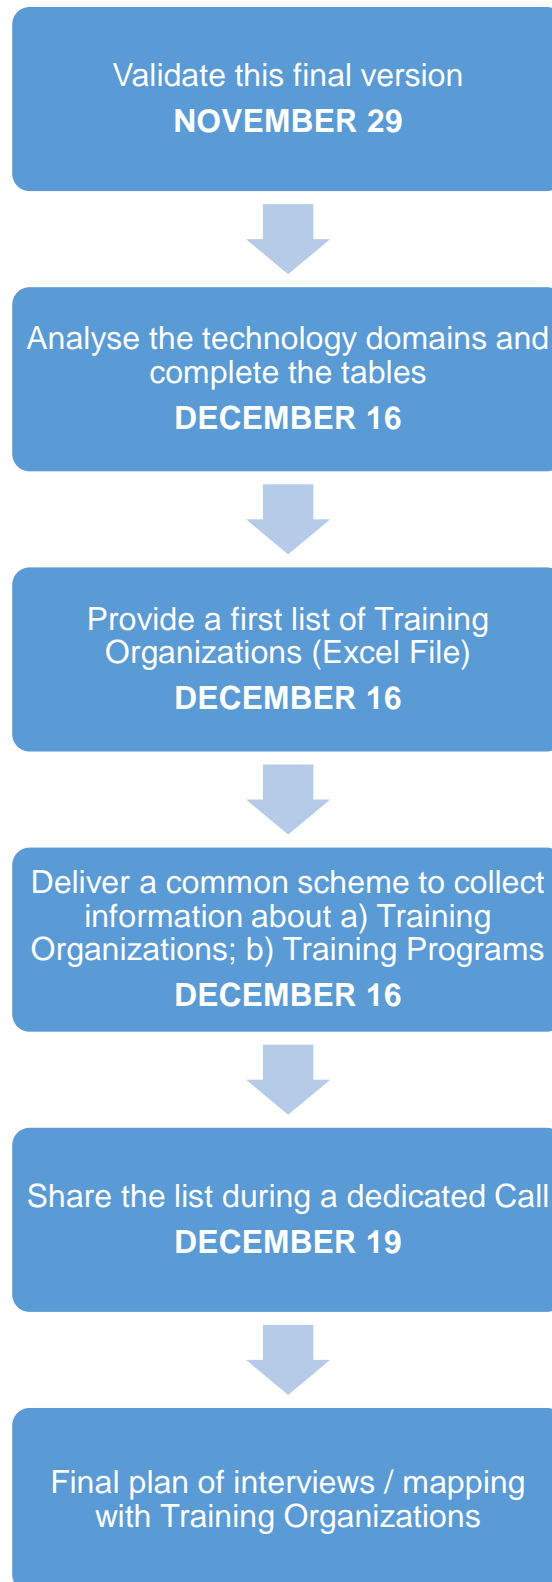 Validate this final version
NOVEMBER 29
Analyse the technology domains and
complete the tables
DECEMBER 16
Provide a first list of Training
Organizations (Excel File)
DECEMBER 16
Deliver a common scheme to collect
information about a) Training
Organizations; b) Training Programs
DECEMBER 16
Share the list during a dedicated Call
DECEMBER 19
Final plan of interviews / mapping
with Training Organizations